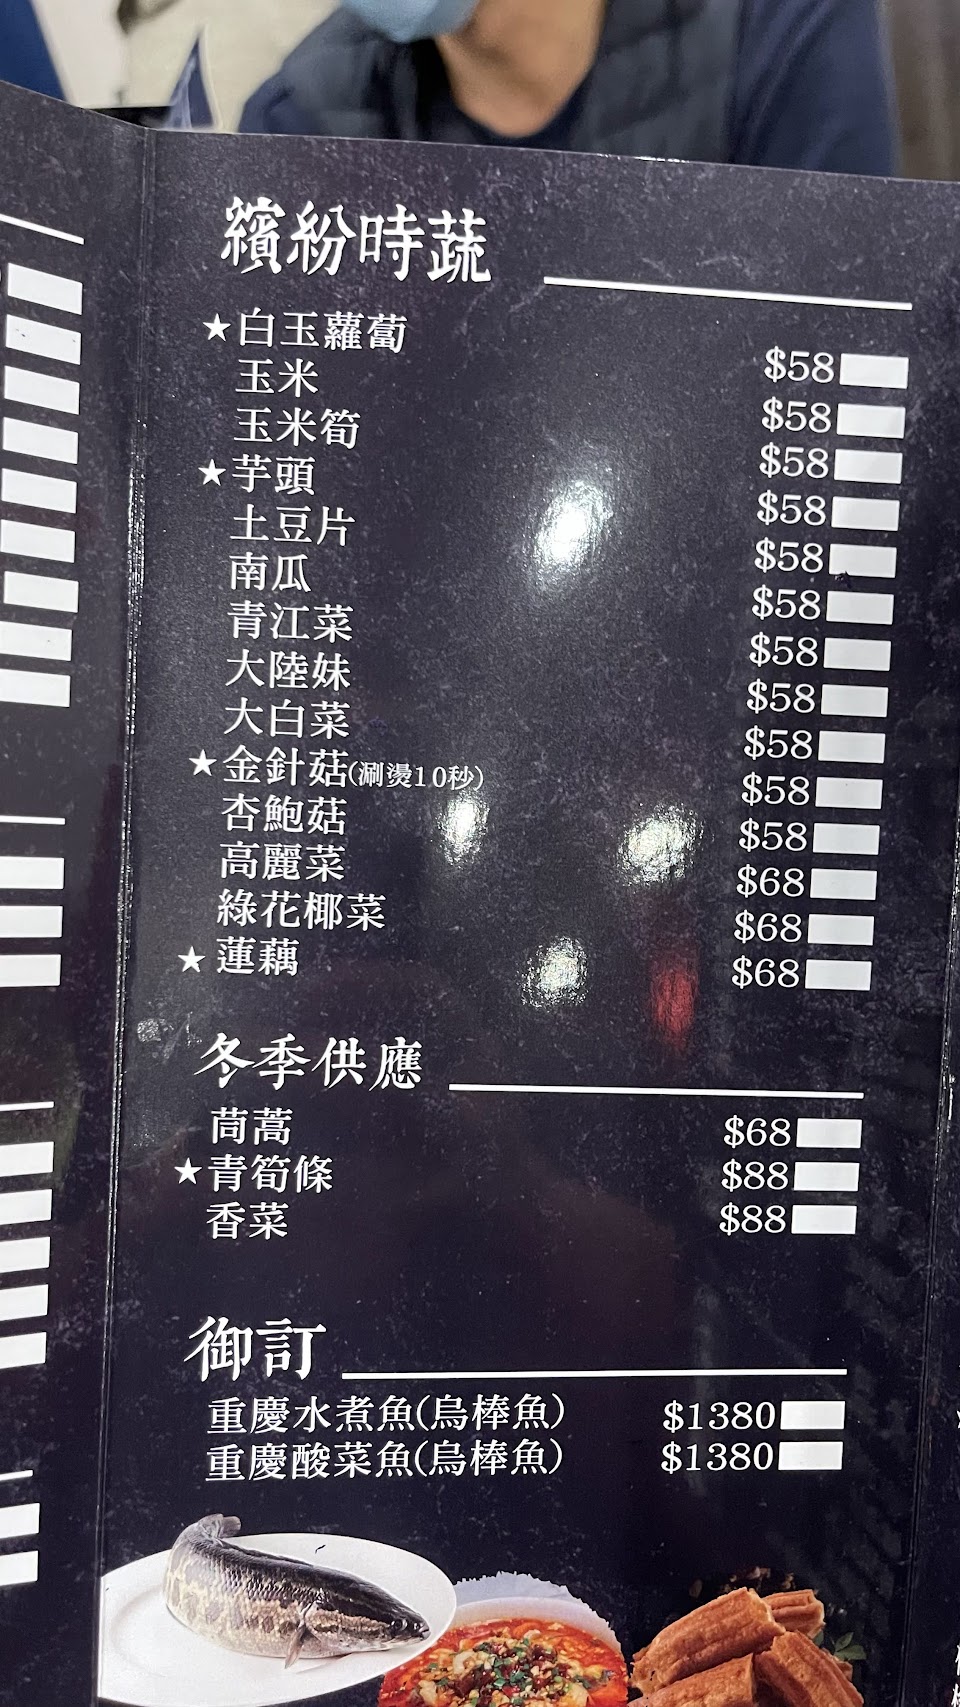 繽紛時蔬
★白玉蘿蔔 $58
玉米 $58
玉米筍 $58
★芋頭 $58
土豆片 $58
南瓜 $58
青江菜 $58
大陸妹 $58
大白菜 $58
★金針菇(涮燙10秒) $58
杏鮑菇 $58
高麗菜 $68
綠花椰菜 $68
★蓮藕 $68
冬季供應
茼蒿 $68
★青筍條 $88
香菜 $88
御訂
重慶水煮魚(烏棒魚) $1380
重慶酸菜魚(烏棒魚) $1380